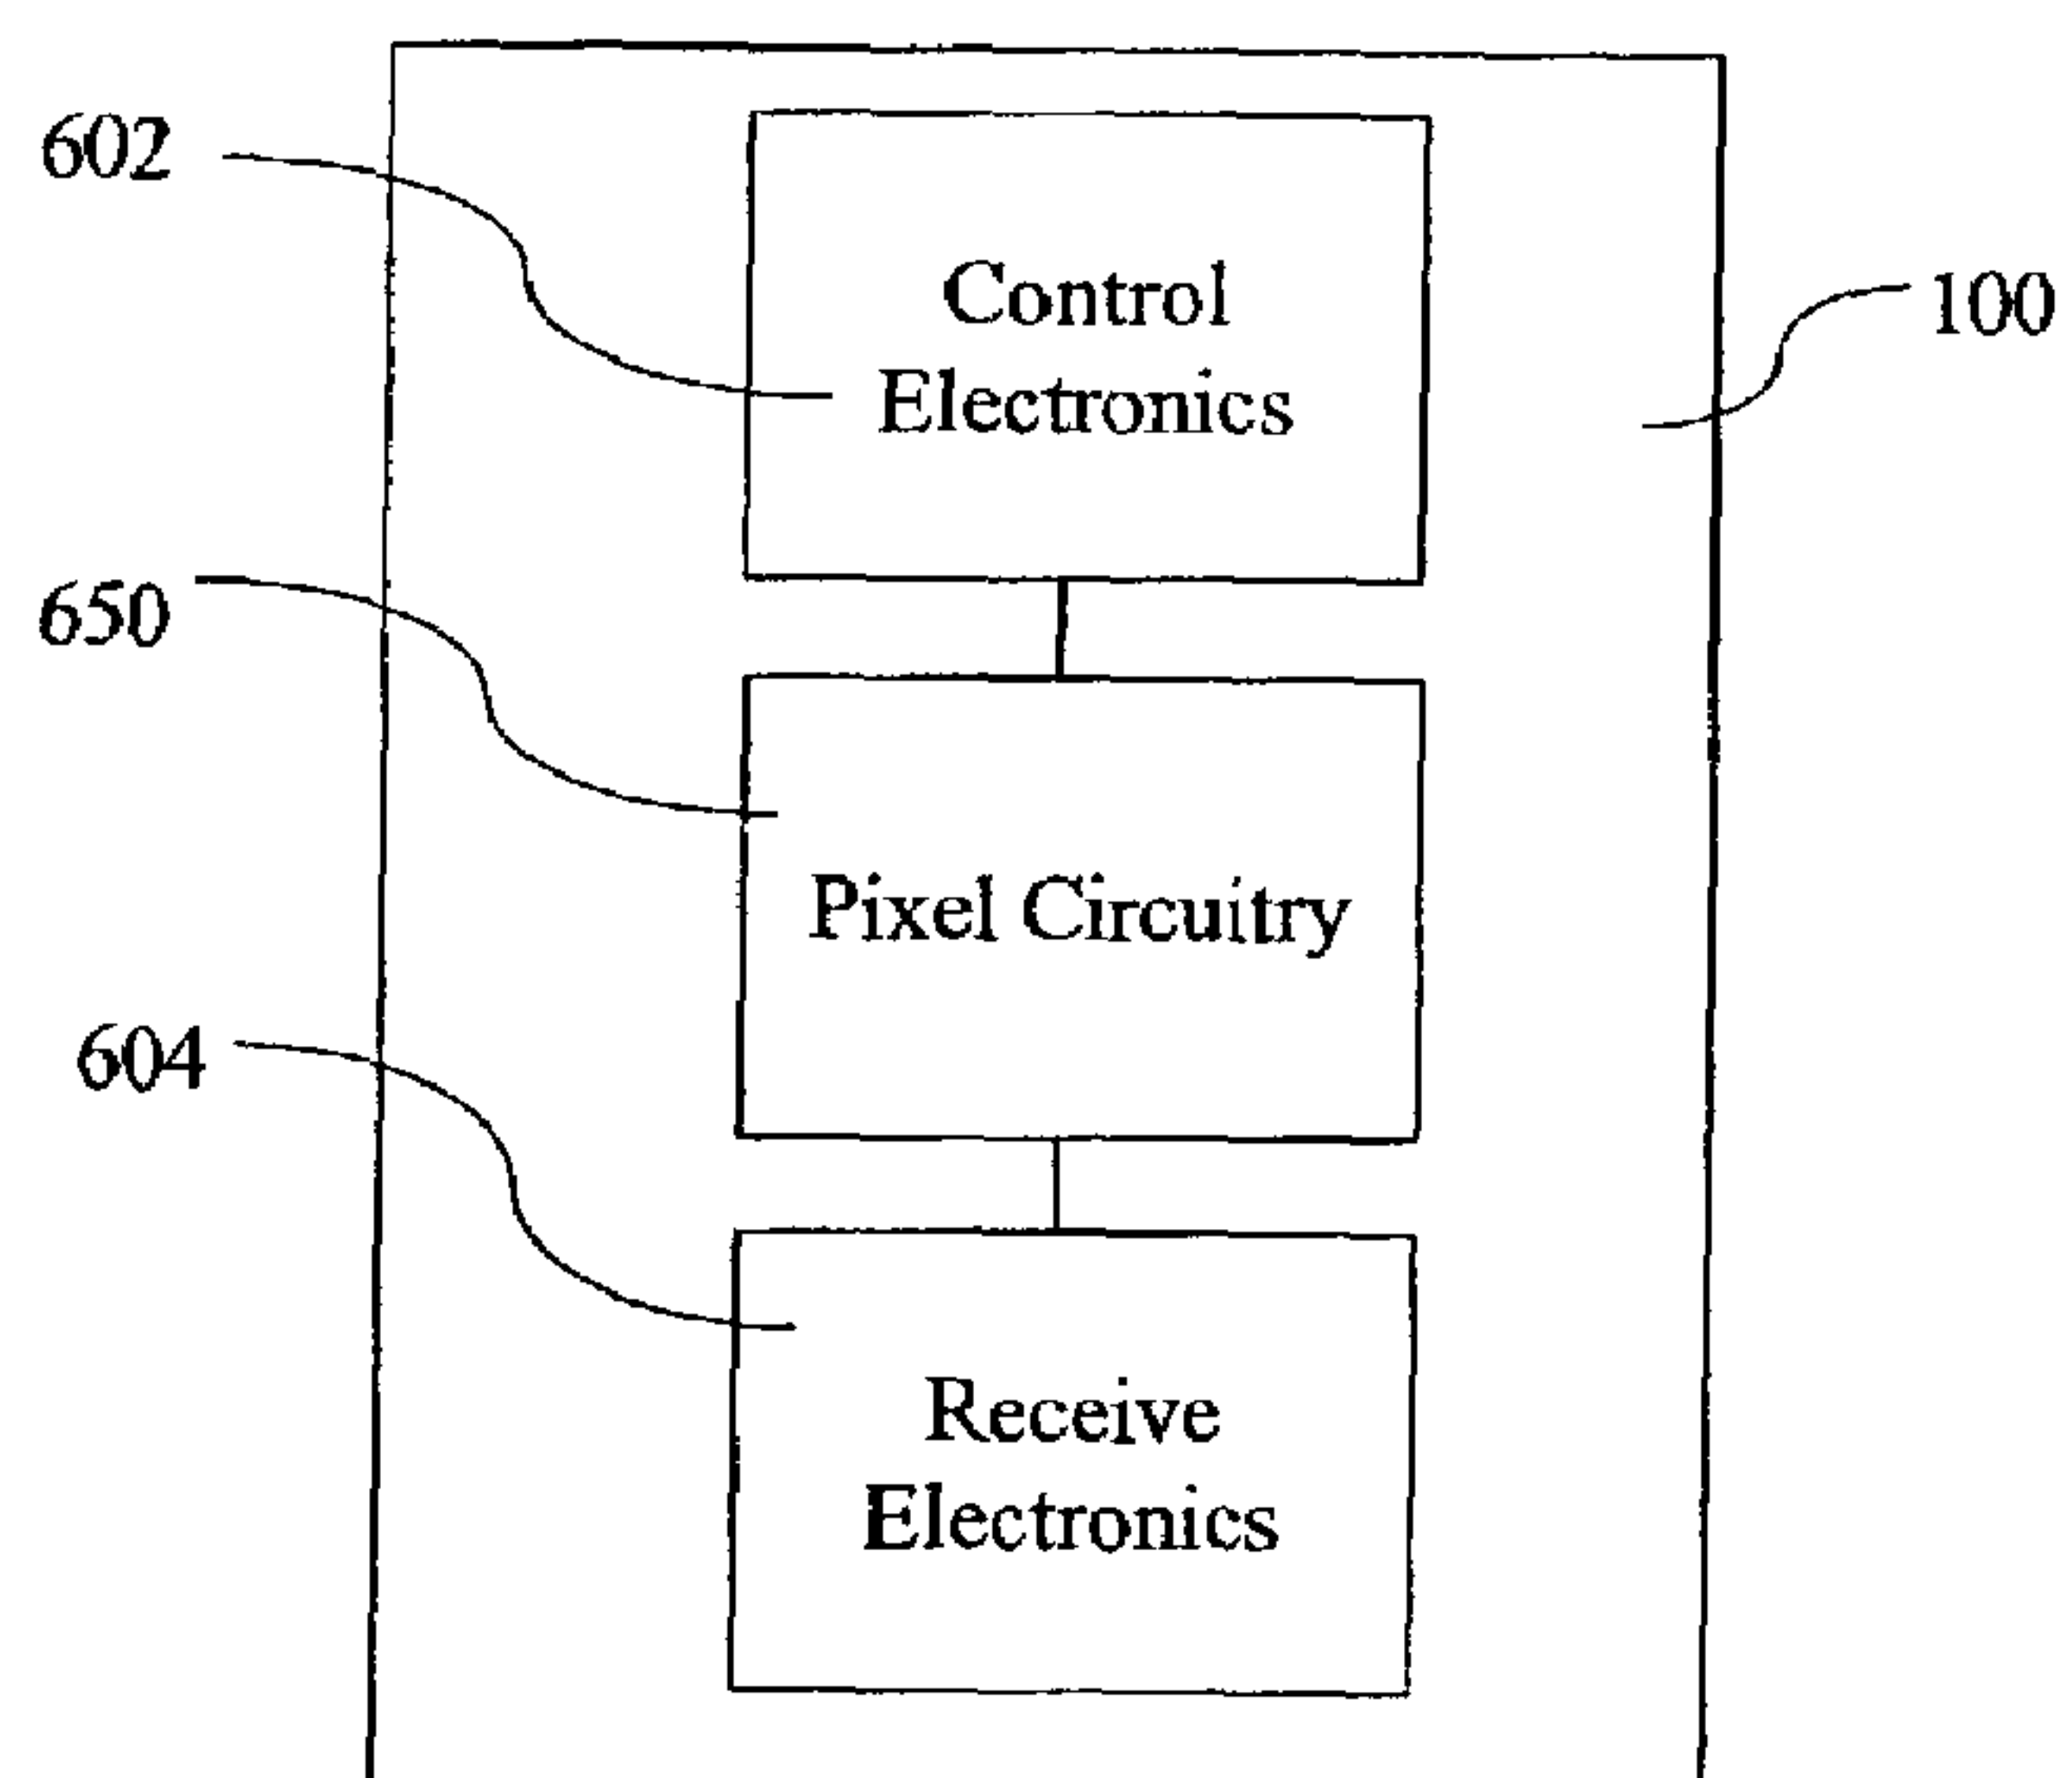 602
Control
Electronics
100
650
Pixel Circuitry
604
Receive
Electronics